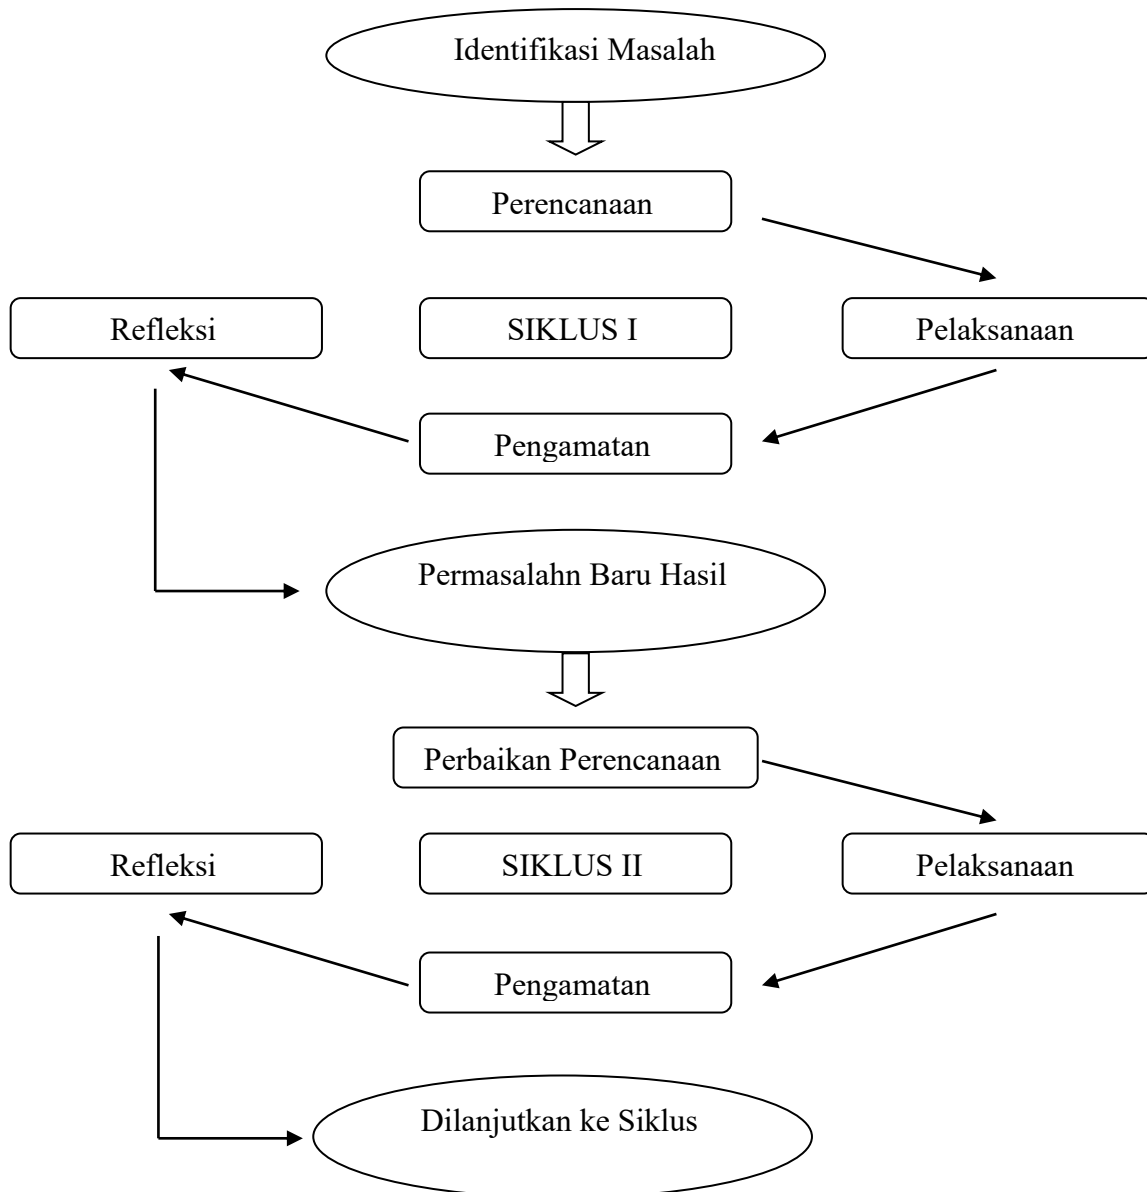 Identifikasi Masalah
Perencanaan
Refleksi
SIKLUS I
Pelaksanaan
Pengamatan
Permasalahn Baru Hasil
Perbaikan Perencanaan
Refleksi
SIKLUS II
Pelaksanaan
Pengamatan
Dilanjutkan ke Siklus